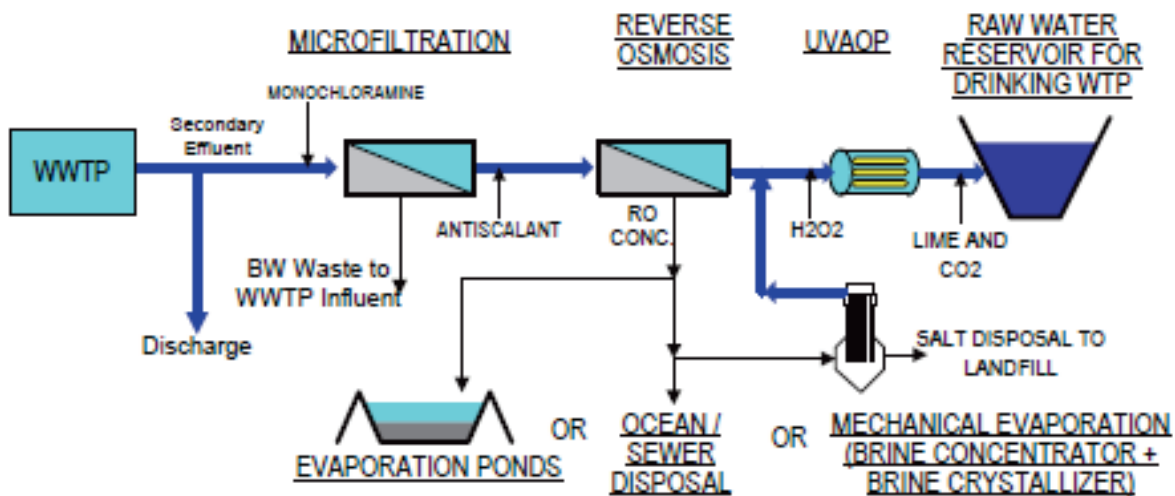 MICROFILTRATION
REVERSE
OSMOSIS
UVAOP
RAW WATER
RESERVOIR FOR
DRINKING WTP
MONOCHLORAMINE
Secondary
Effluent
WWTP
ANTISCALANT
RO
CONC.
H2O2
LIME AND
CO2
BW Waste to
WWTP Influent
Discharge
SALT DISPOSAL TO
LANDFILL
EVAPORATION PONDS
OR
OCEAN /
SEWER
DISPOSAL
OR
MECHANICAL EVAPORATION
(BRINE CONCENTRATOR +
BRINE CRYSTALLIZER)